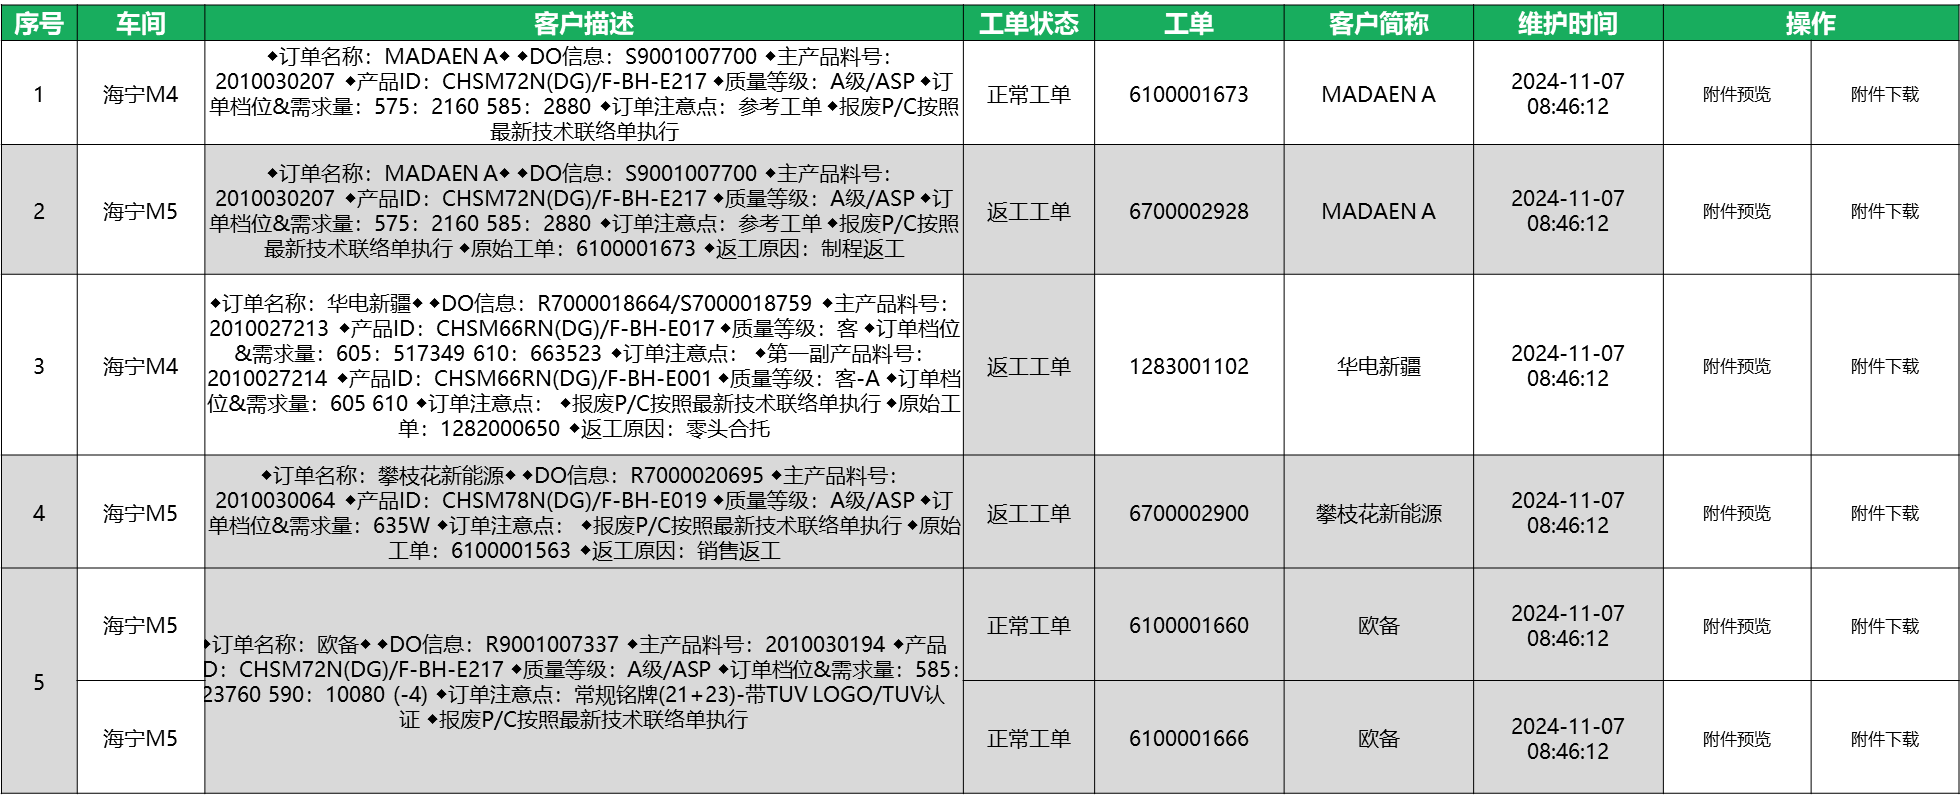 序号 车间 客户描述 工单状态 工单 客户简称 维护时间 操作
1 海宁M4
◆订单名称：MADAEN A◆ ◆DO信息：S9001007700 ◆主产品料号：
2010030207 ◆产品ID：CHSM72N(DG)/F-BH-E217 ◆质量等级：A级/ASP ◆订
单档位&需求量：575：2160 585：2880 ◆订单注意点：参考工单 ◆报废P/C按照
最新技术联络单执行
正常工单 6100001673 MADAEN A
2024-11-07
08:46:12
附件预览 附件下载
2 海宁M5
◆订单名称：MADAEN A◆ ◆DO信息：S9001007700 ◆主产品料号：
2010030207 ◆产品ID：CHSM72N(DG)/F-BH-E217 ◆质量等级：A级/ASP ◆订
单档位&需求量：575：2160 585：2880 ◆订单注意点：参考工单 ◆报废P/C按照
最新技术联络单执行 ◆原始工单：6100001673 ◆返工原因：制程返工
返工工单 6700002928 MADAEN A
2024-11-07
08:46:12
附件预览 附件下载
3 海宁M4
◆订单名称：华电新疆◆ ◆DO信息：R7000018664/S7000018759 ◆主产品料号：
2010027213 ◆产品ID：CHSM66RN(DG)/F-BH-E017 ◆质量等级：客 ◆订单档位
&需求量：605：517349 610：663523 ◆订单注意点： ◆第一副产品料号：
2010027214 ◆产品ID：CHSM66RN(DG)/F-BH-E001 ◆质量等级：客-A ◆订单档
位&需求量：605 610 ◆订单注意点： ◆报废P/C按照最新技术联络单执行 ◆原始工
单：1282000650 ◆返工原因：零头合托
返工工单 1283001102 华电新疆
2024-11-07
08:46:12
附件预览 附件下载
4 海宁M5
◆订单名称：攀枝花新能源◆ ◆DO信息：R7000020695 ◆主产品料号：
2010030064 ◆产品ID：CHSM78N(DG)/F-BH-E019 ◆质量等级：A级/ASP ◆订
单档位&需求量：635W ◆订单注意点： ◆报废P/C按照最新技术联络单执行 ◆原始
工单：6100001563 ◆返工原因：销售返工
返工工单 6700002900 攀枝花新能源
2024-11-07
08:46:12
附件预览 附件下载
5 海宁M5
◆订单名称：欧备◆ ◆DO信息：R9001007337 ◆主产品料号：2010030194 ◆产品
ID：CHSM72N(DG)/F-BH-E217 ◆质量等级：A级/ASP ◆订单档位&需求量：585：
23760 590：10080 (-4) ◆订单注意点：常规铭牌(21+23)-带TUV LOGO/TUV认
证 ◆报废P/C按照最新技术联络单执行
正常工单 6100001660 欧备
2024-11-07
08:46:12
附件预览 附件下载
海宁M5 正常工单 6100001666 欧备
2024-11-07
08:46:12
附件预览 附件下载